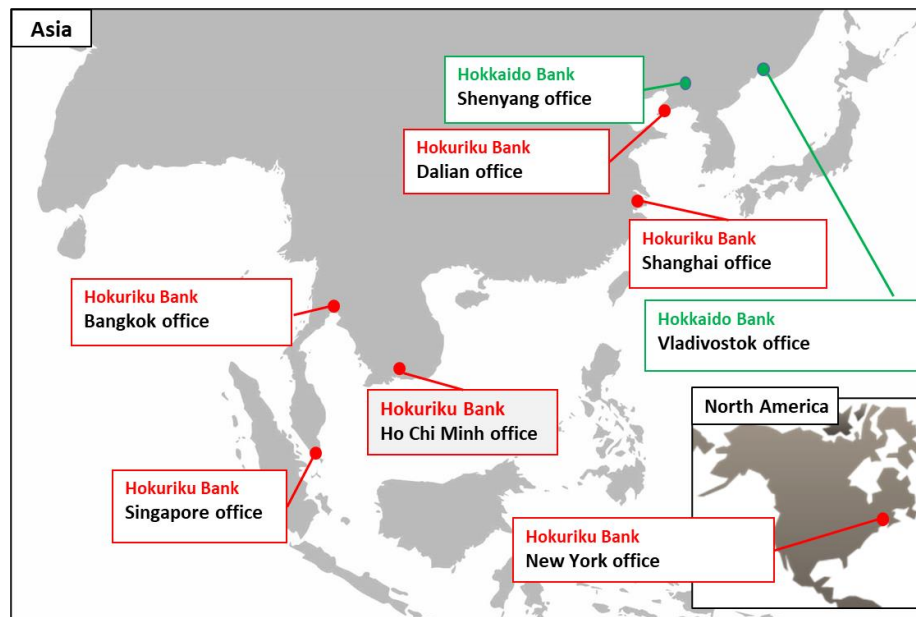 Asia
Hokkaido Bank
Shenyang office
Hokuriku Bank
Dalian office
Hokuriku Bank
Shanghai office
Hokuriku Bank
Bangkok office
Hokkaido Bank
Vladivostok office
Hokuriku Bank
Ho Chi Minh office
North America
Hokuriku Bank
Singapore office
Hokuriku Bank
New York office